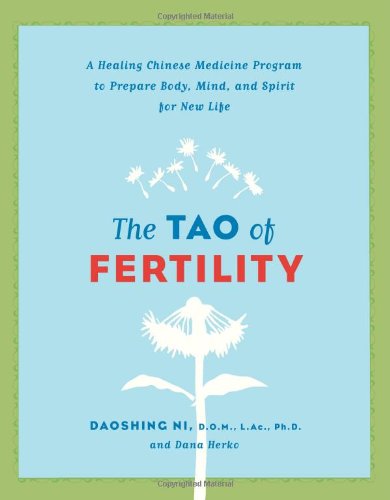 Copyrighted Material
A Healing Chinese Medicine Program
to Prepare Body, Mind, and Spirit
for New Life
The TAO of
FERTILITY
DAOSHING NI, D.O.M., L.Ac., Ph.D.
and Dana Herko
Copyrighted Material